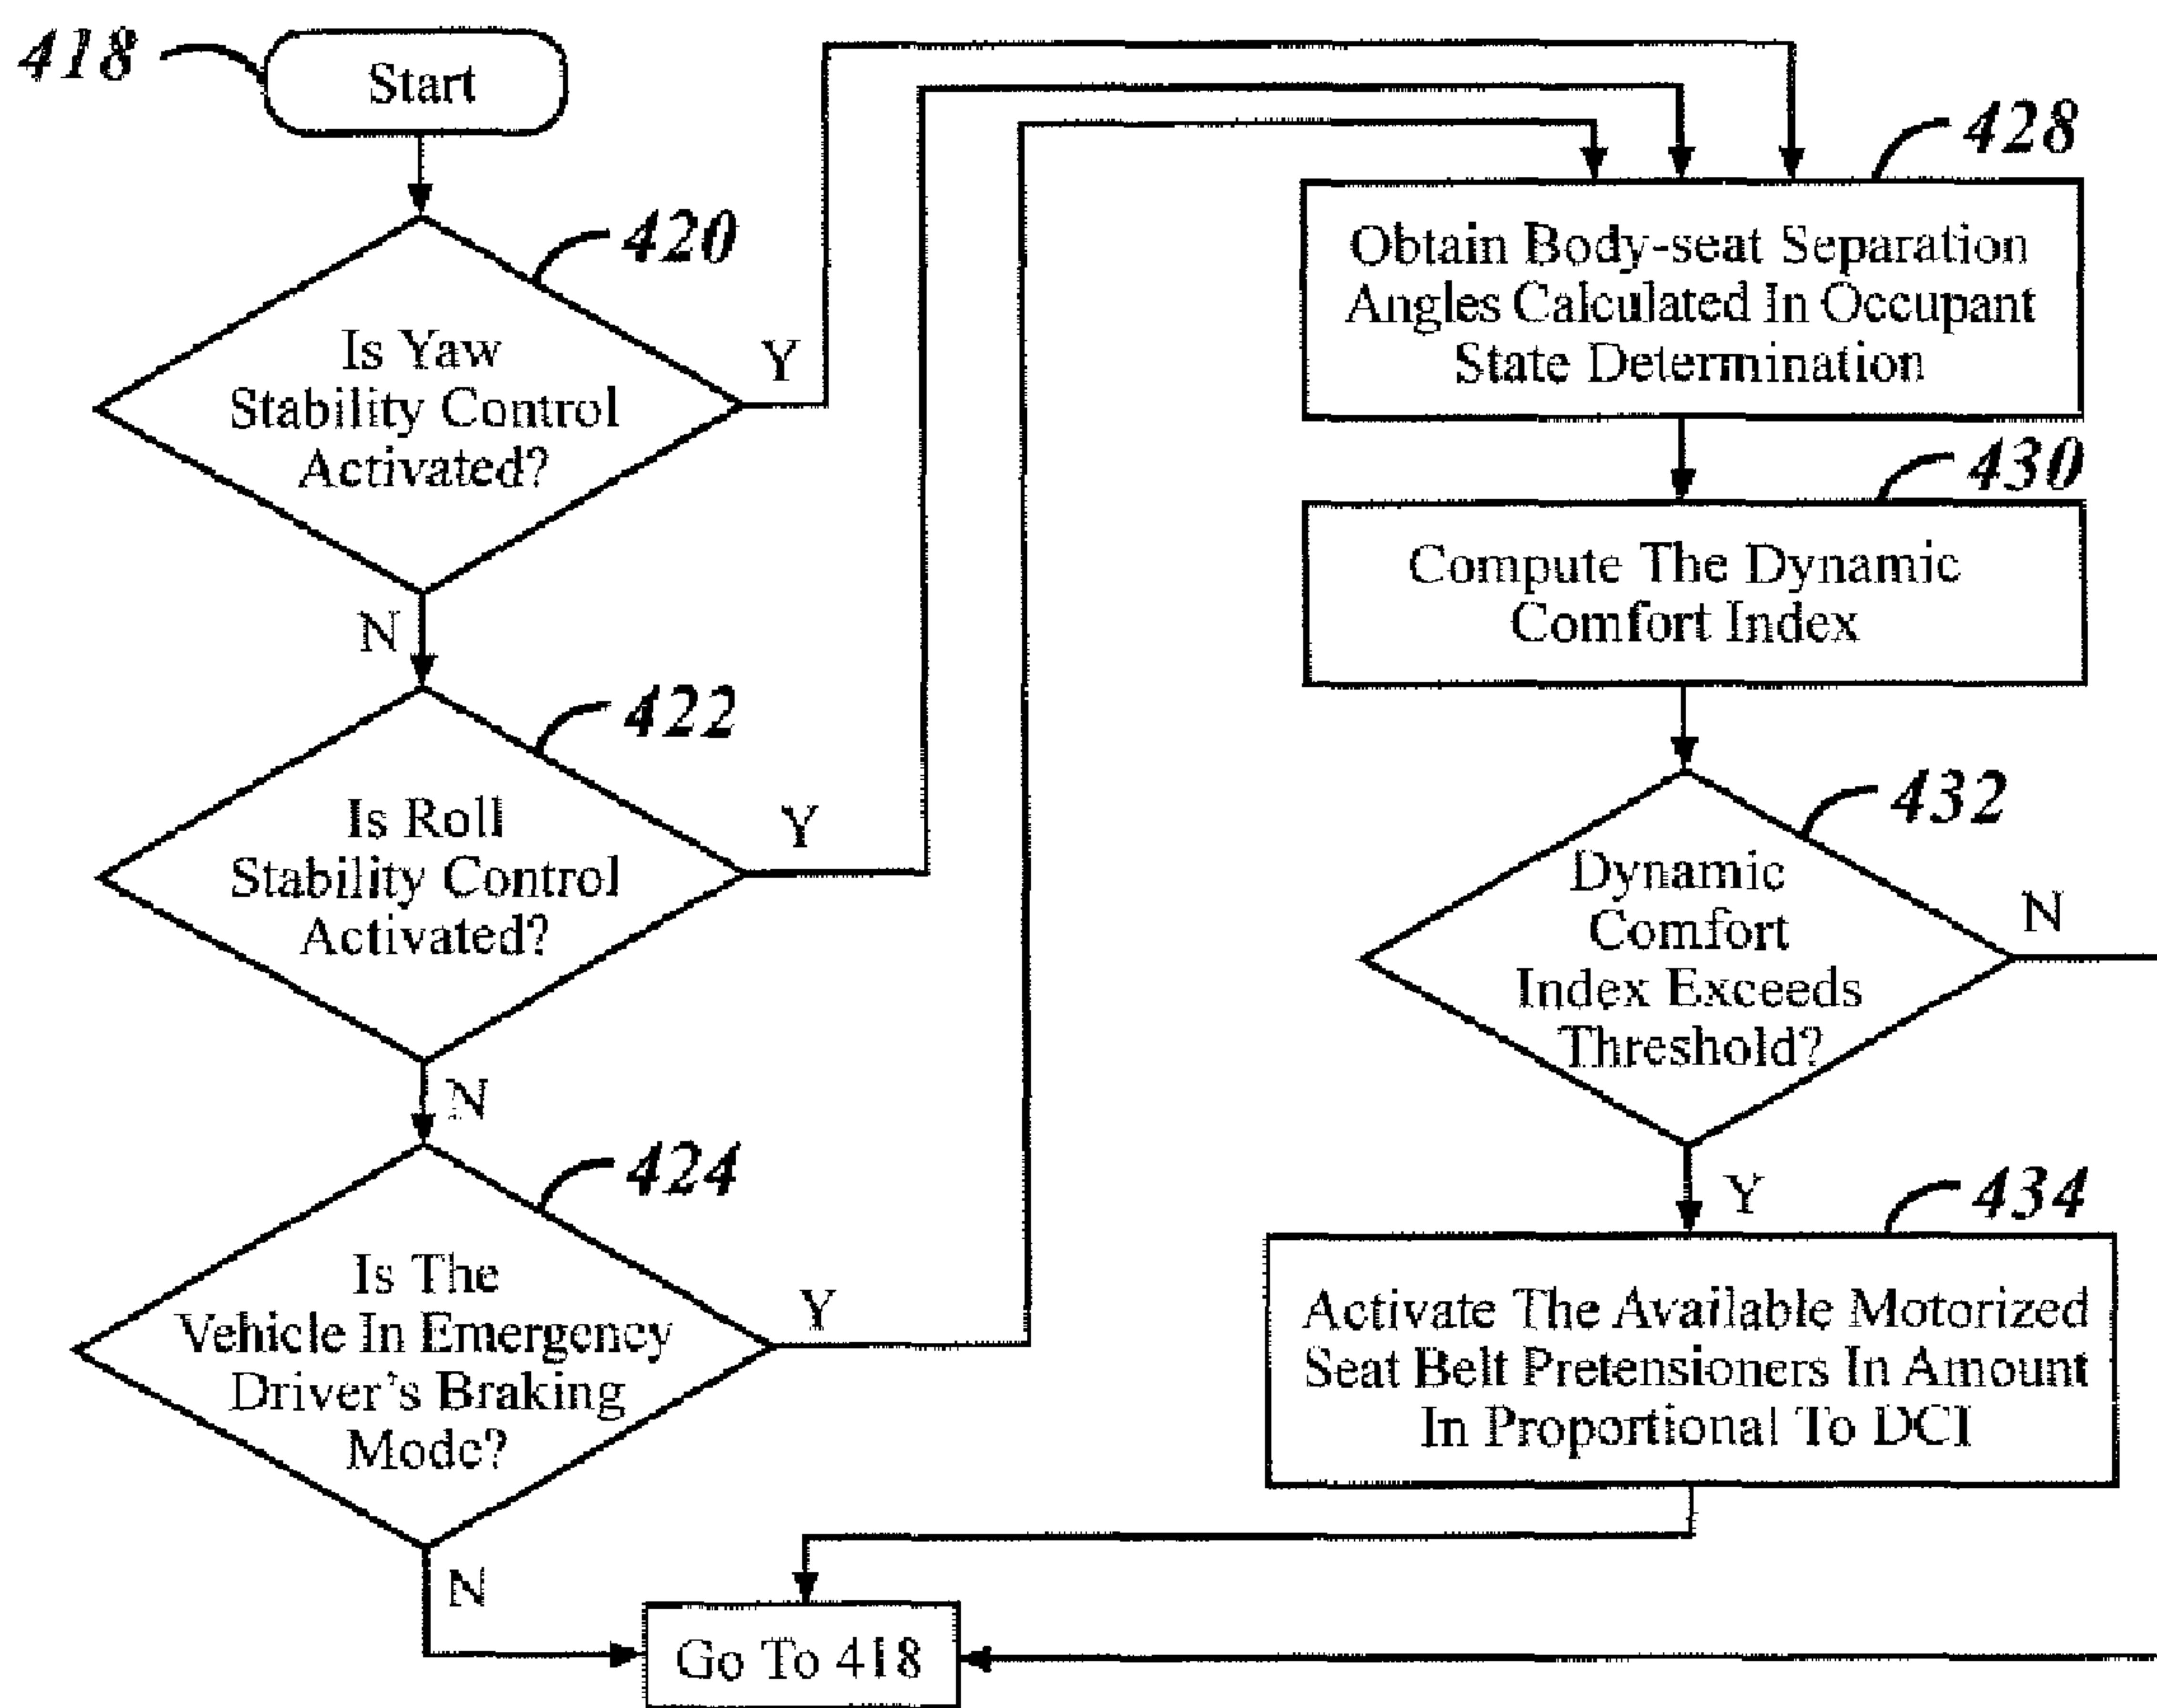 418
Start
420
Is Yaw
Stability Control
Activated?
Y
N
422
Is Roll
Stability Control
Activated?
Y
N
424
Is The
Vehicle In Emergency
Driver's Braking
Mode?
Y
N
428
Obtain Body-seat Separation
Angles Calculated In Occupant
State Determination
430
Compute The Dynamic
Comfort Index
432
Dynamic
Comfort
Index Exceeds
Threshold?
N
Y
434
Activate The Available Motorized
Seat Belt Pretensioners In Amount
In Proportional To DCI
Go To 418